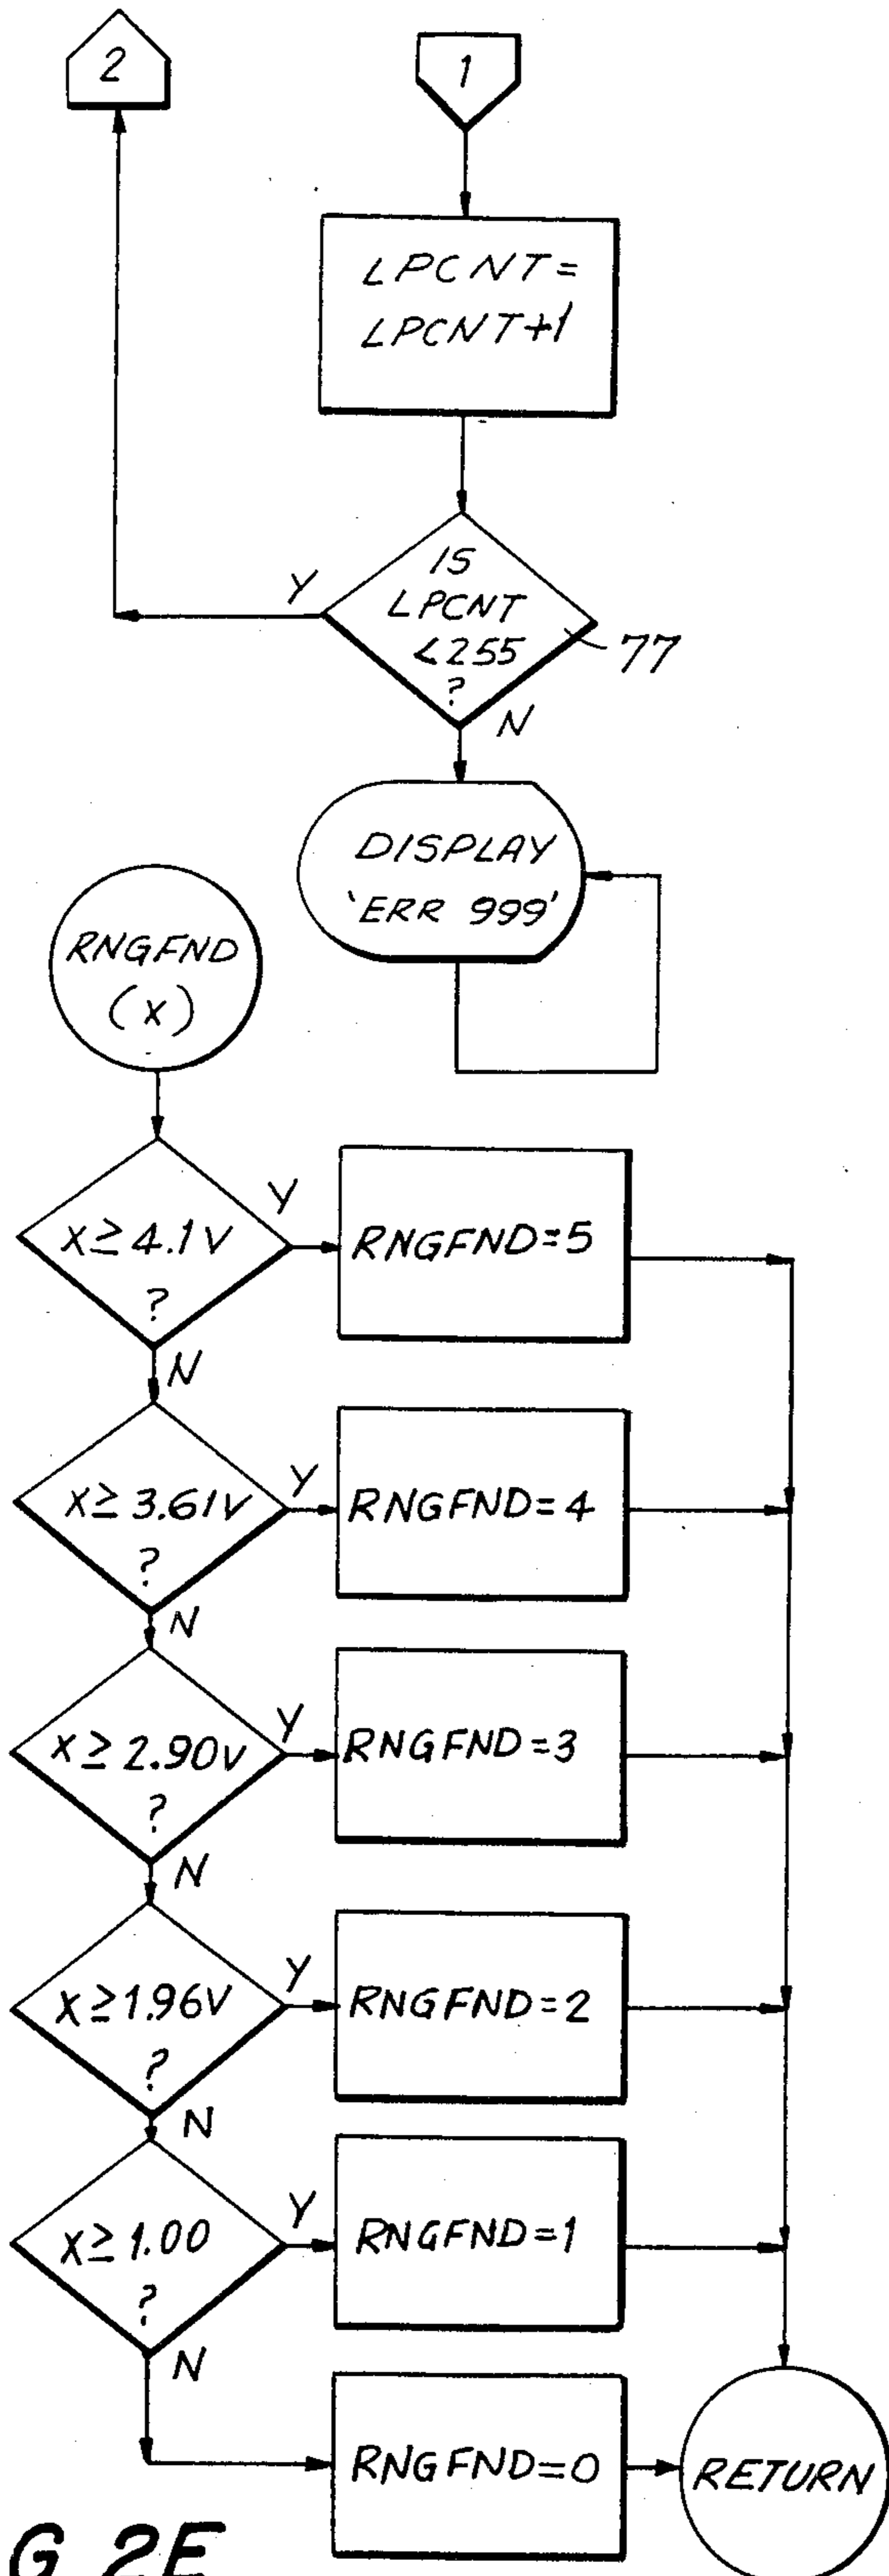 2
1
LPCNT=
LPCNT+1
IS
LPCNT
<255
?
Y
77
N
DISPLAY
'ERR 999'
RNGFND
(X)
X≥4.1V
?
Y
RNGFND=5
N
X≥3.61V
?
Y
RNGFND=4
N
X≥2.90V
?
Y
RNGFND=3
N
X≥1.96V
?
Y
RNGFND=2
N
X≥1.00
?
Y
RNGFND=1
N
RNGFND=0
RETURN
G. 2E